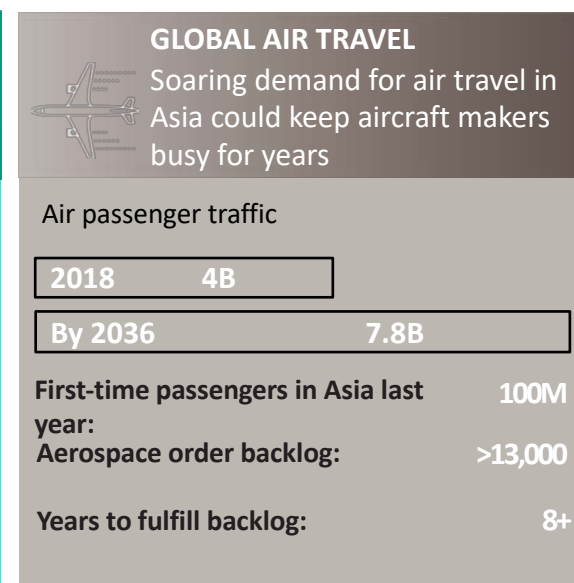 GLOBAL AIR TRAVEL
Soaring demand for air travel in
Asia could keep aircraft makers
busy for years
Air passenger traffic
2018 4B
By 2036 7.8B
First-time passengers in Asia last 100M
year:
Aerospace order backlog: >13,000
Years to fulfill backlog: 8+